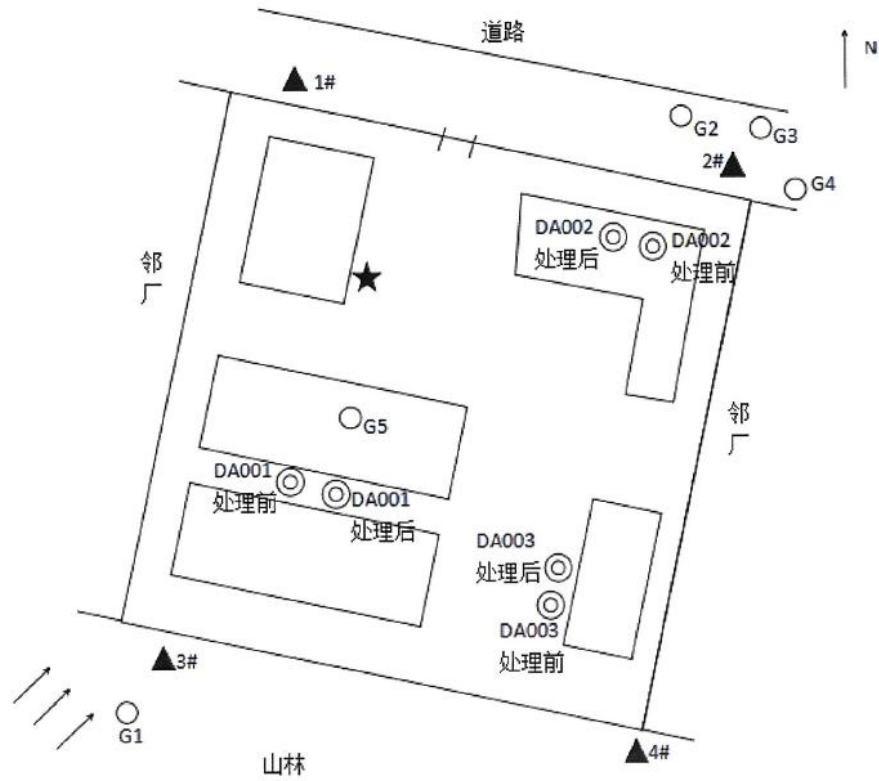 道路
N
1#
G2
G3
2#
G4
DA002
处理后
DA002
处理前
邻
厂
G5
邻
厂
DA001
处理前
DA001
处理后
DA003
处理后
DA003
处理前
3#
G1
山林
4#